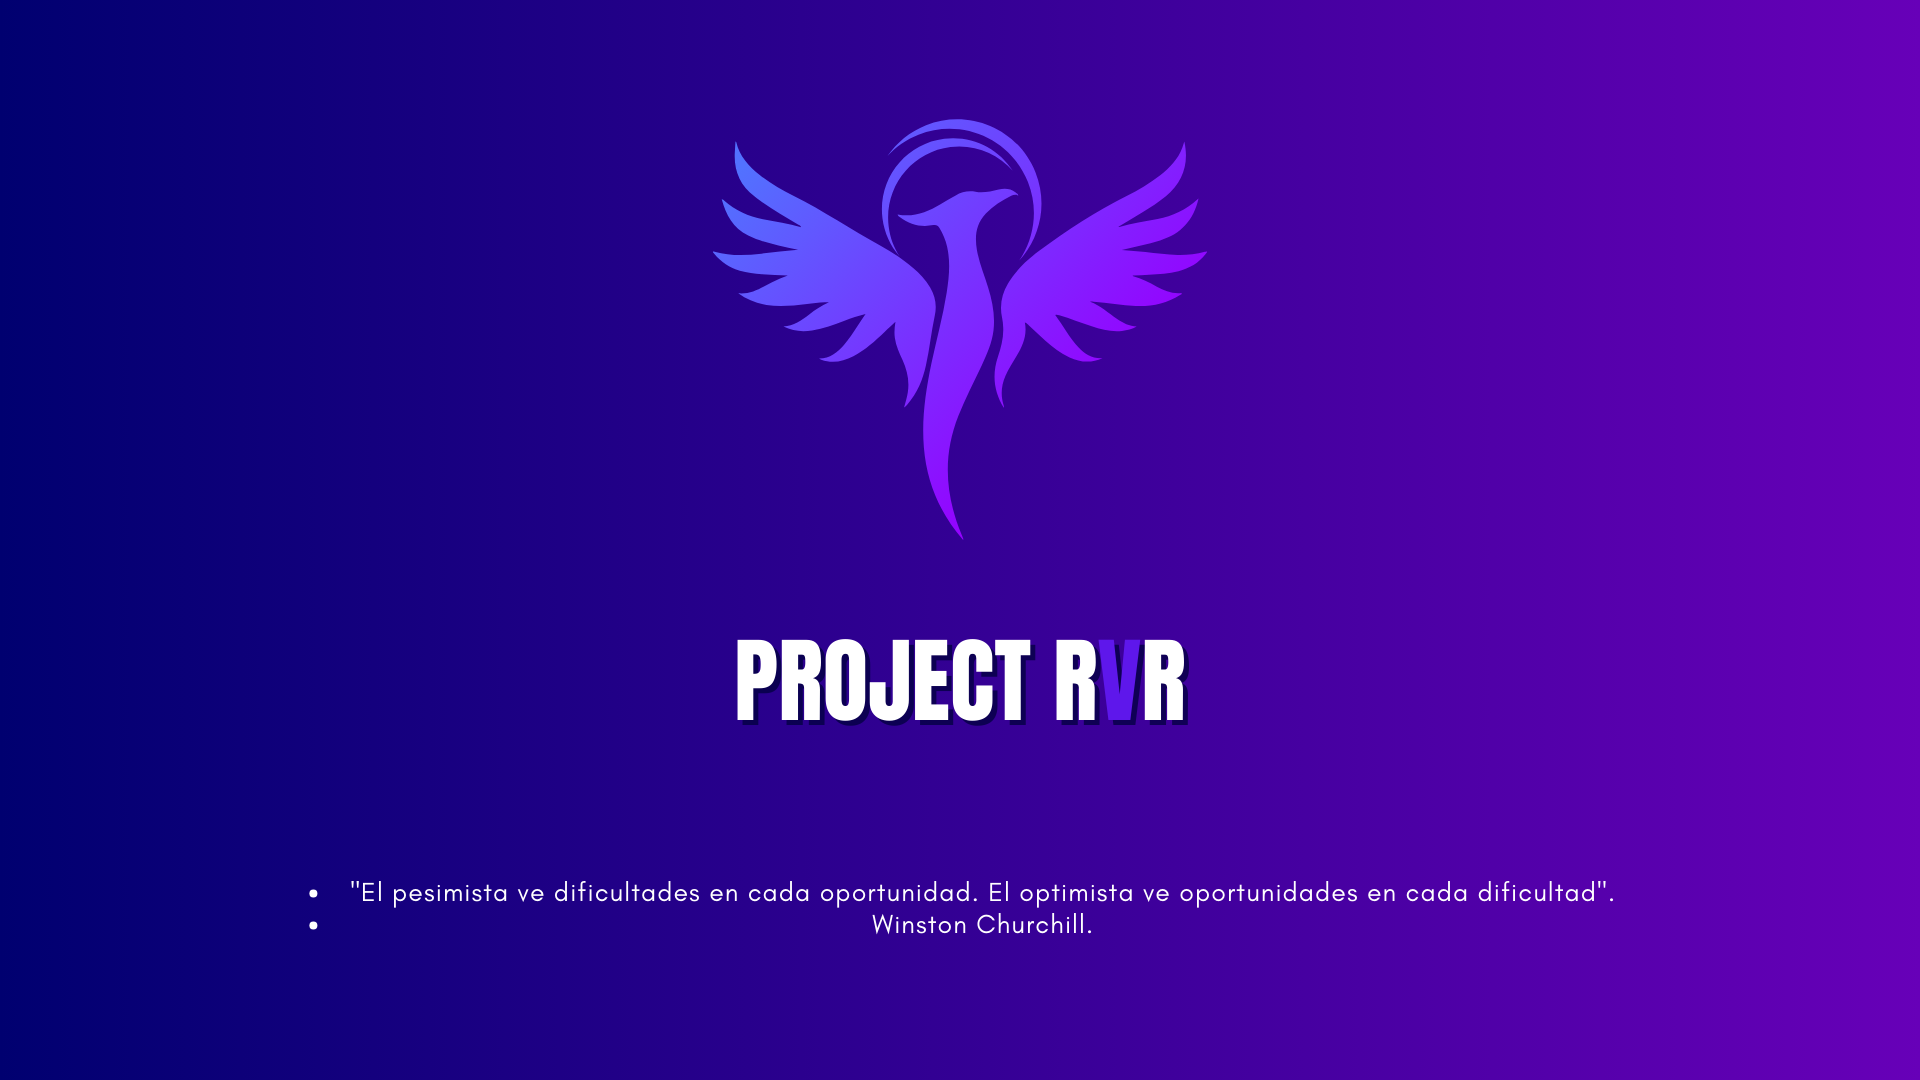 PROJECT RVR
• "El pesimista ve dificultades en cada oportunidad. El optimista ve oportunidades en cada dificultad".
• Winston Churchill.